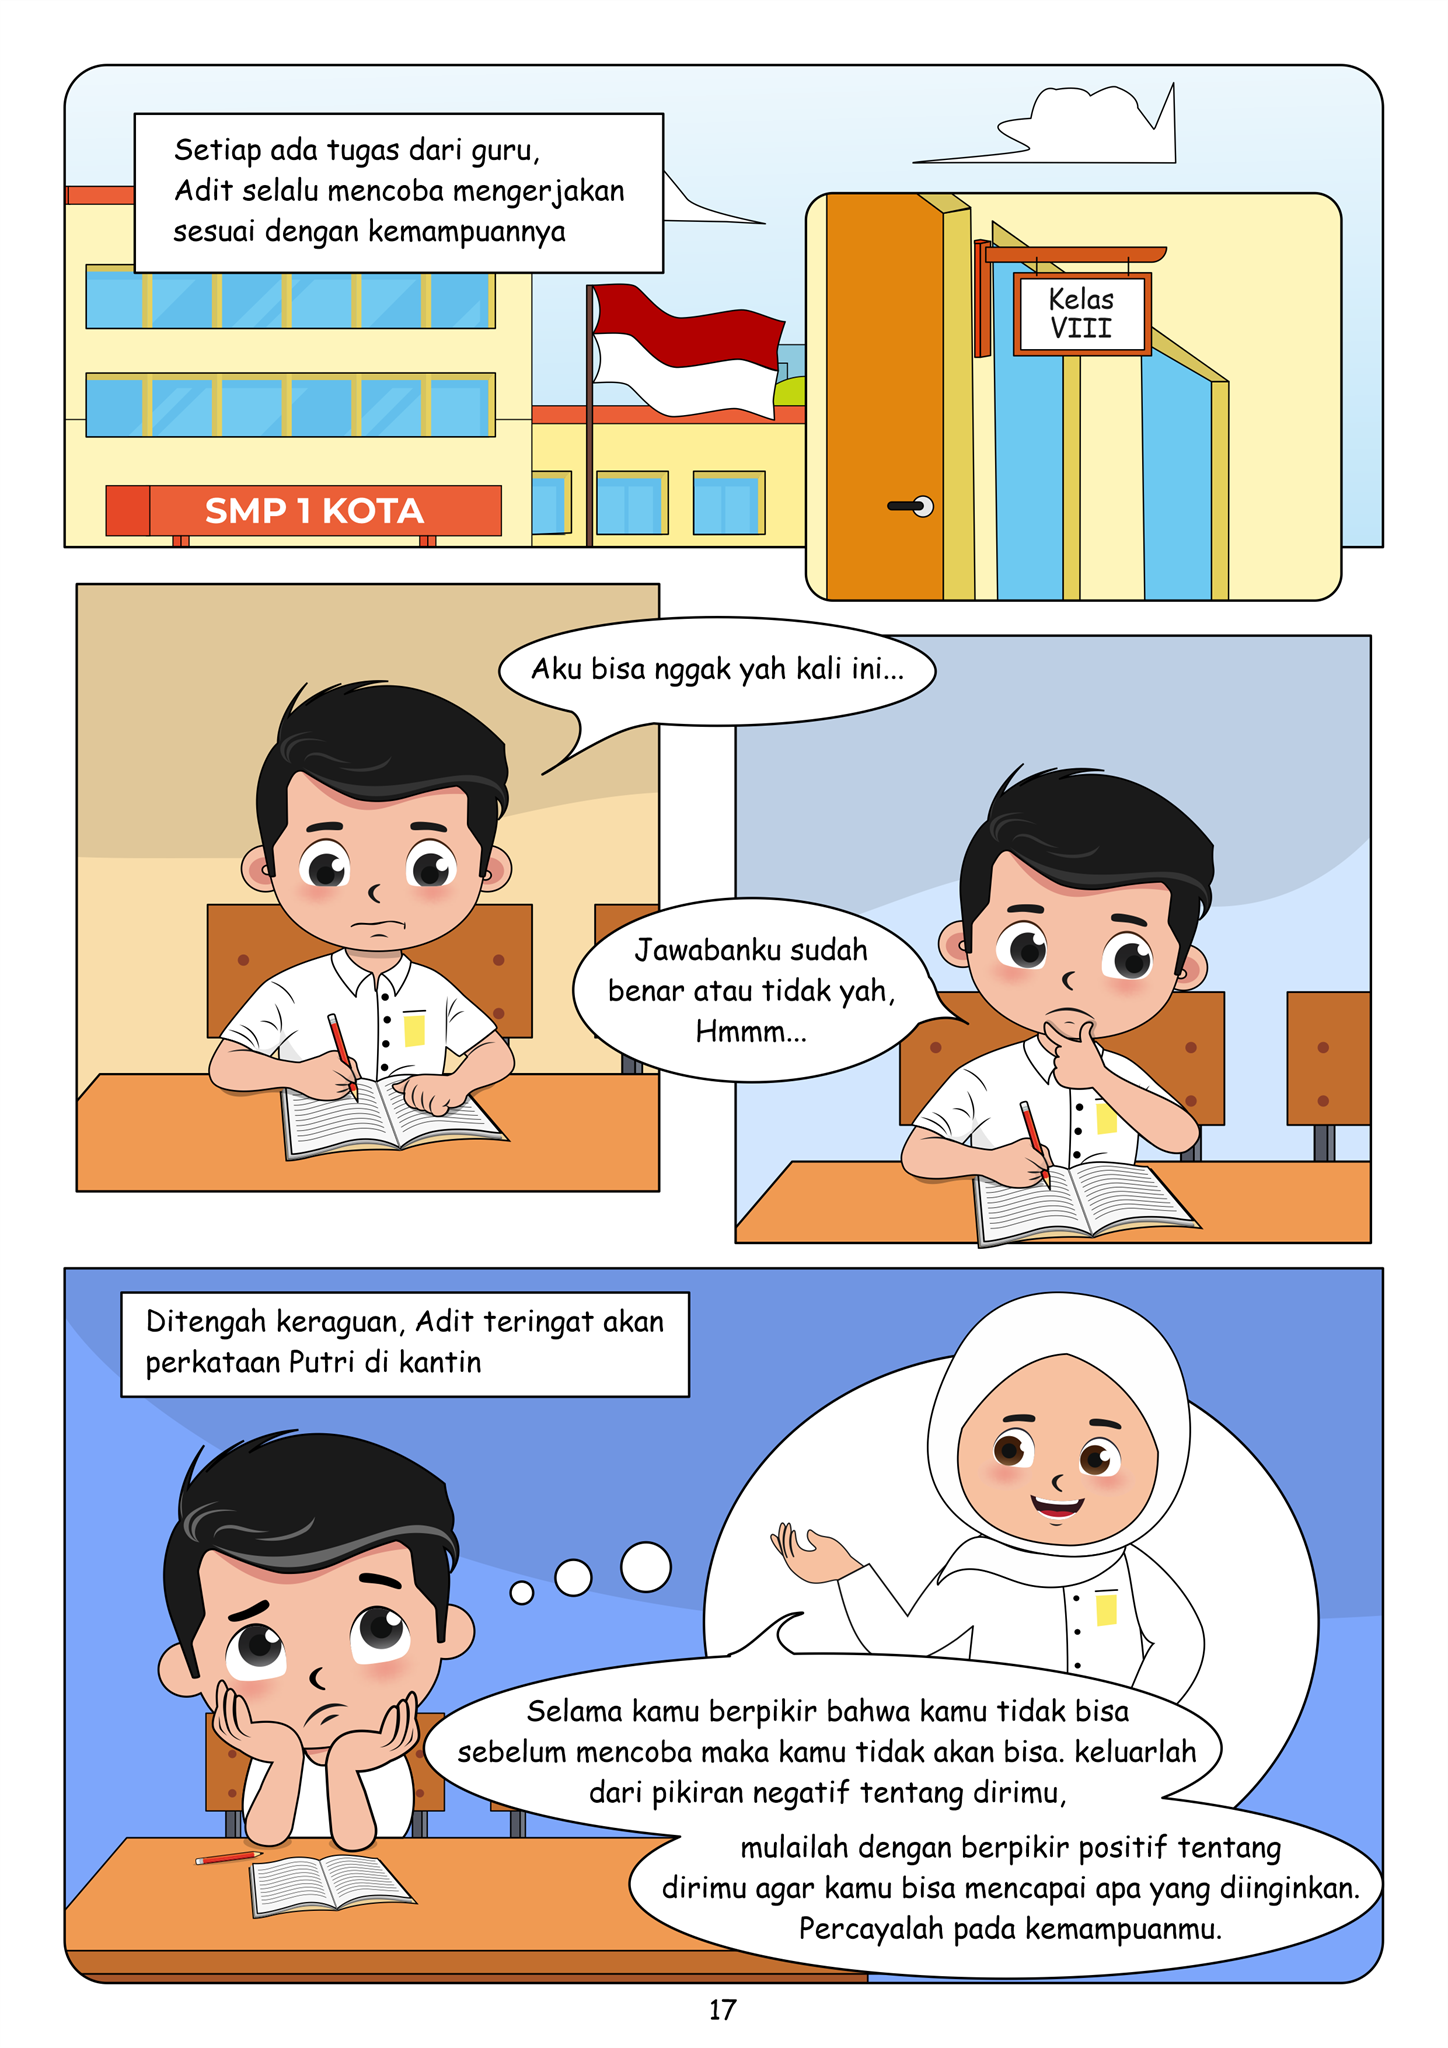 Setiap ada tugas dari guru,
Adit selalu mencoba mengerjakan
sesuai dengan kemampuannya
Kelas
VIII
SMP 1 KOTA
Aku bisa nggak yah kali ini...
Jawabanku sudah
benar atau tidak yah,
Hmmm...
Ditengah keraguan, Adit teringat akan
perkataan Putri di kantin
Selama kamu berpikir bahwa kamu tidak bisa
sebelum mencoba maka kamu tidak akan bisa. keluarlah
dari pikiran negatif tentang dirimu,
mulailah dengan berpikir positif tentang
dirimu agar kamu bisa mencapai apa yang diinginkan.
Percayalah pada kemampuanmu.
17